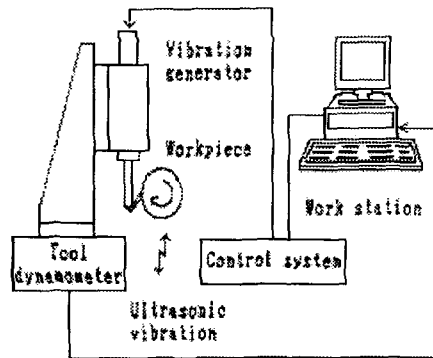 Vibration
generator
Workpiece
Work station
Tool
dynamometer
Control system
Ultrasonic
vibration